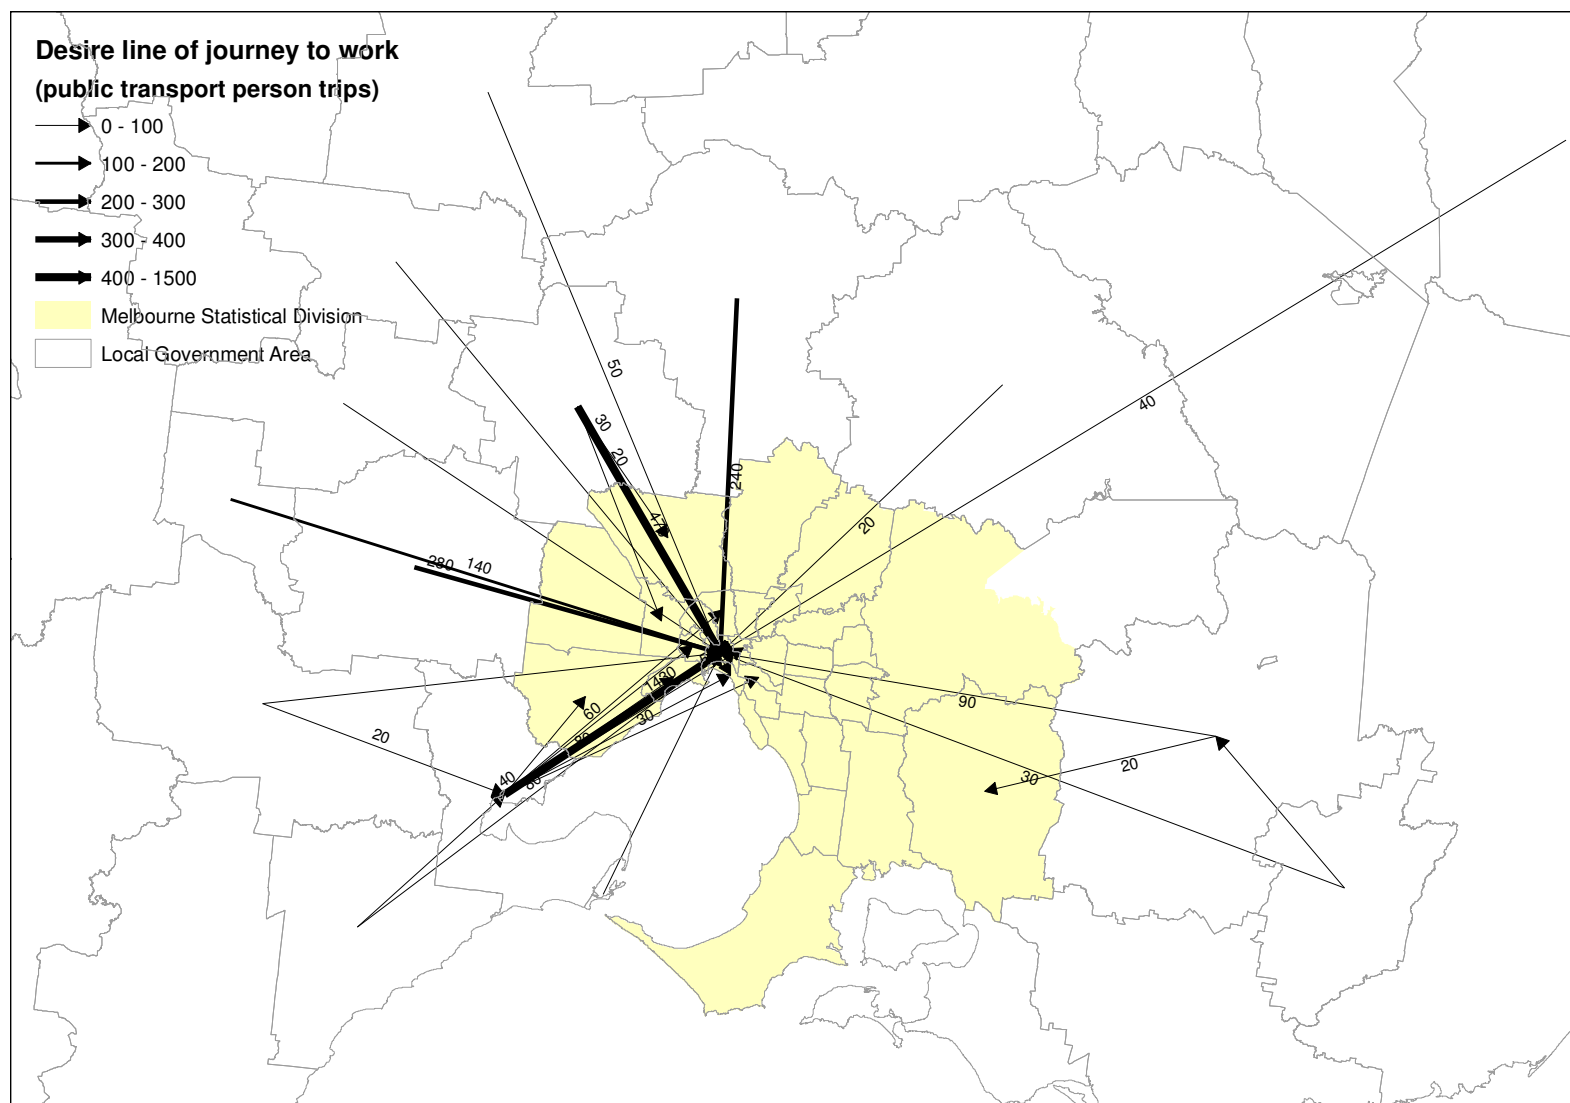 Desire line of journey to work
(public transport person trips)
0 - 100
100 - 200
200 - 300
300 - 400
400 - 1500
Melbourne Statistical Division
Local Government Area
50
30
20
240
40
20
280
140
1430
60
30
90
20
30
20
40